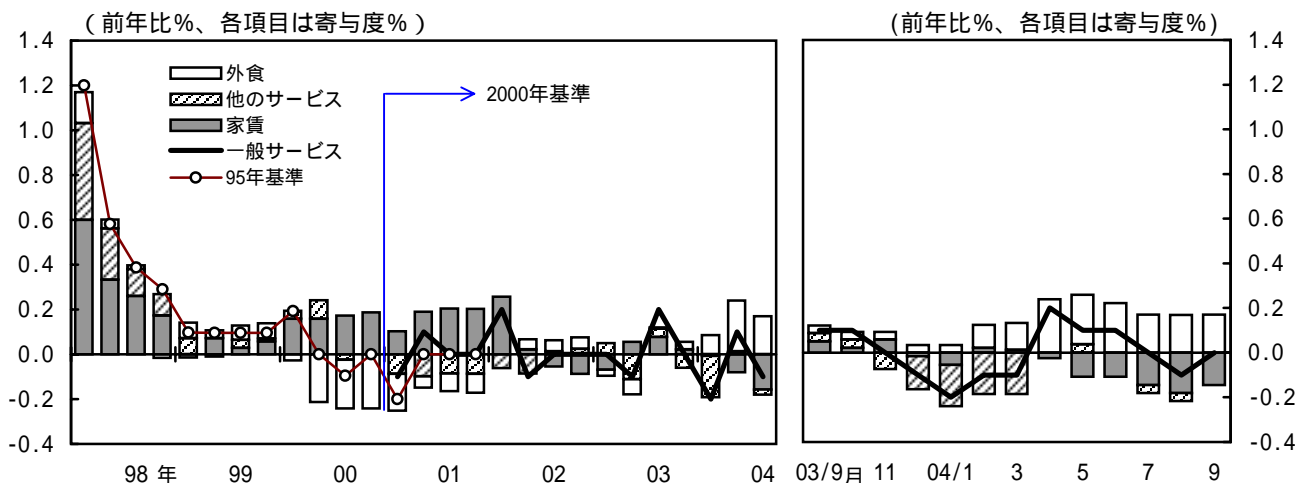 （前年比％、各項目は寄与度％）
1.4
1.2
1.0
0.8
0.6
0.4
0.2
0.0
-0.2
-0.4
外食
他のサービス
家賃
一般サービス
95年基準
2000年基準
98 年 99 00 01 02 03 04
(前年比％、各項目は寄与度％)
1.4
1.2
1.0
0.8
0.6
0.4
0.2
0.0
-0.2
-0.4
03/9月 11 04/1 3 5 7 9